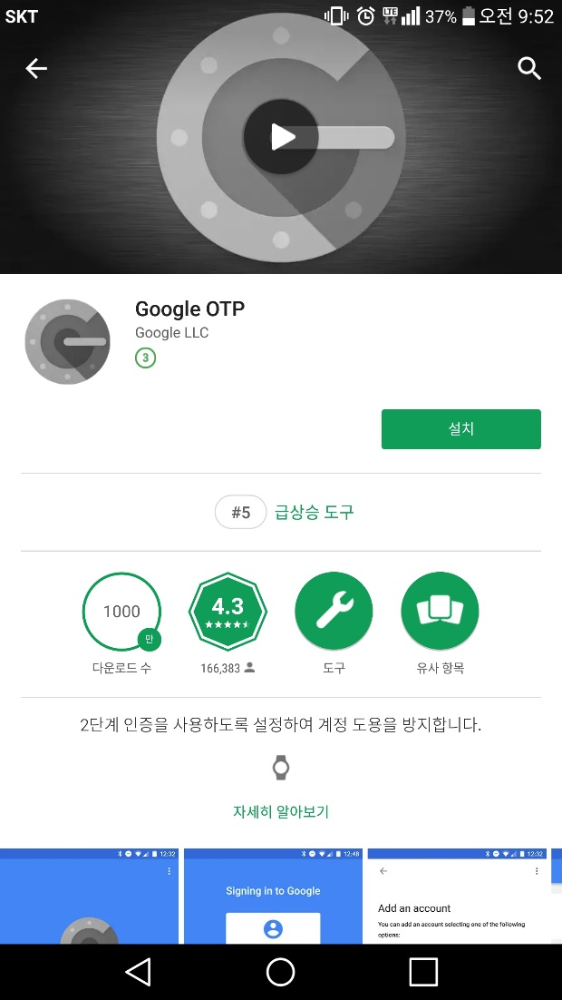 SKT LTE 37% 오전 9:52
Google OTP
Google LLC
3
설치
#5 급상승 도구
1000 만
4.3
다운로드 수 166,383 도구 유사 항목
2단계 인증을 사용하도록 설정하여 계정 도용을 방지합니다.
자세히 알아보기
12:32 12:48 12:32
Signing in to Google
Add an account
You can add an account selecting one of the following
options: